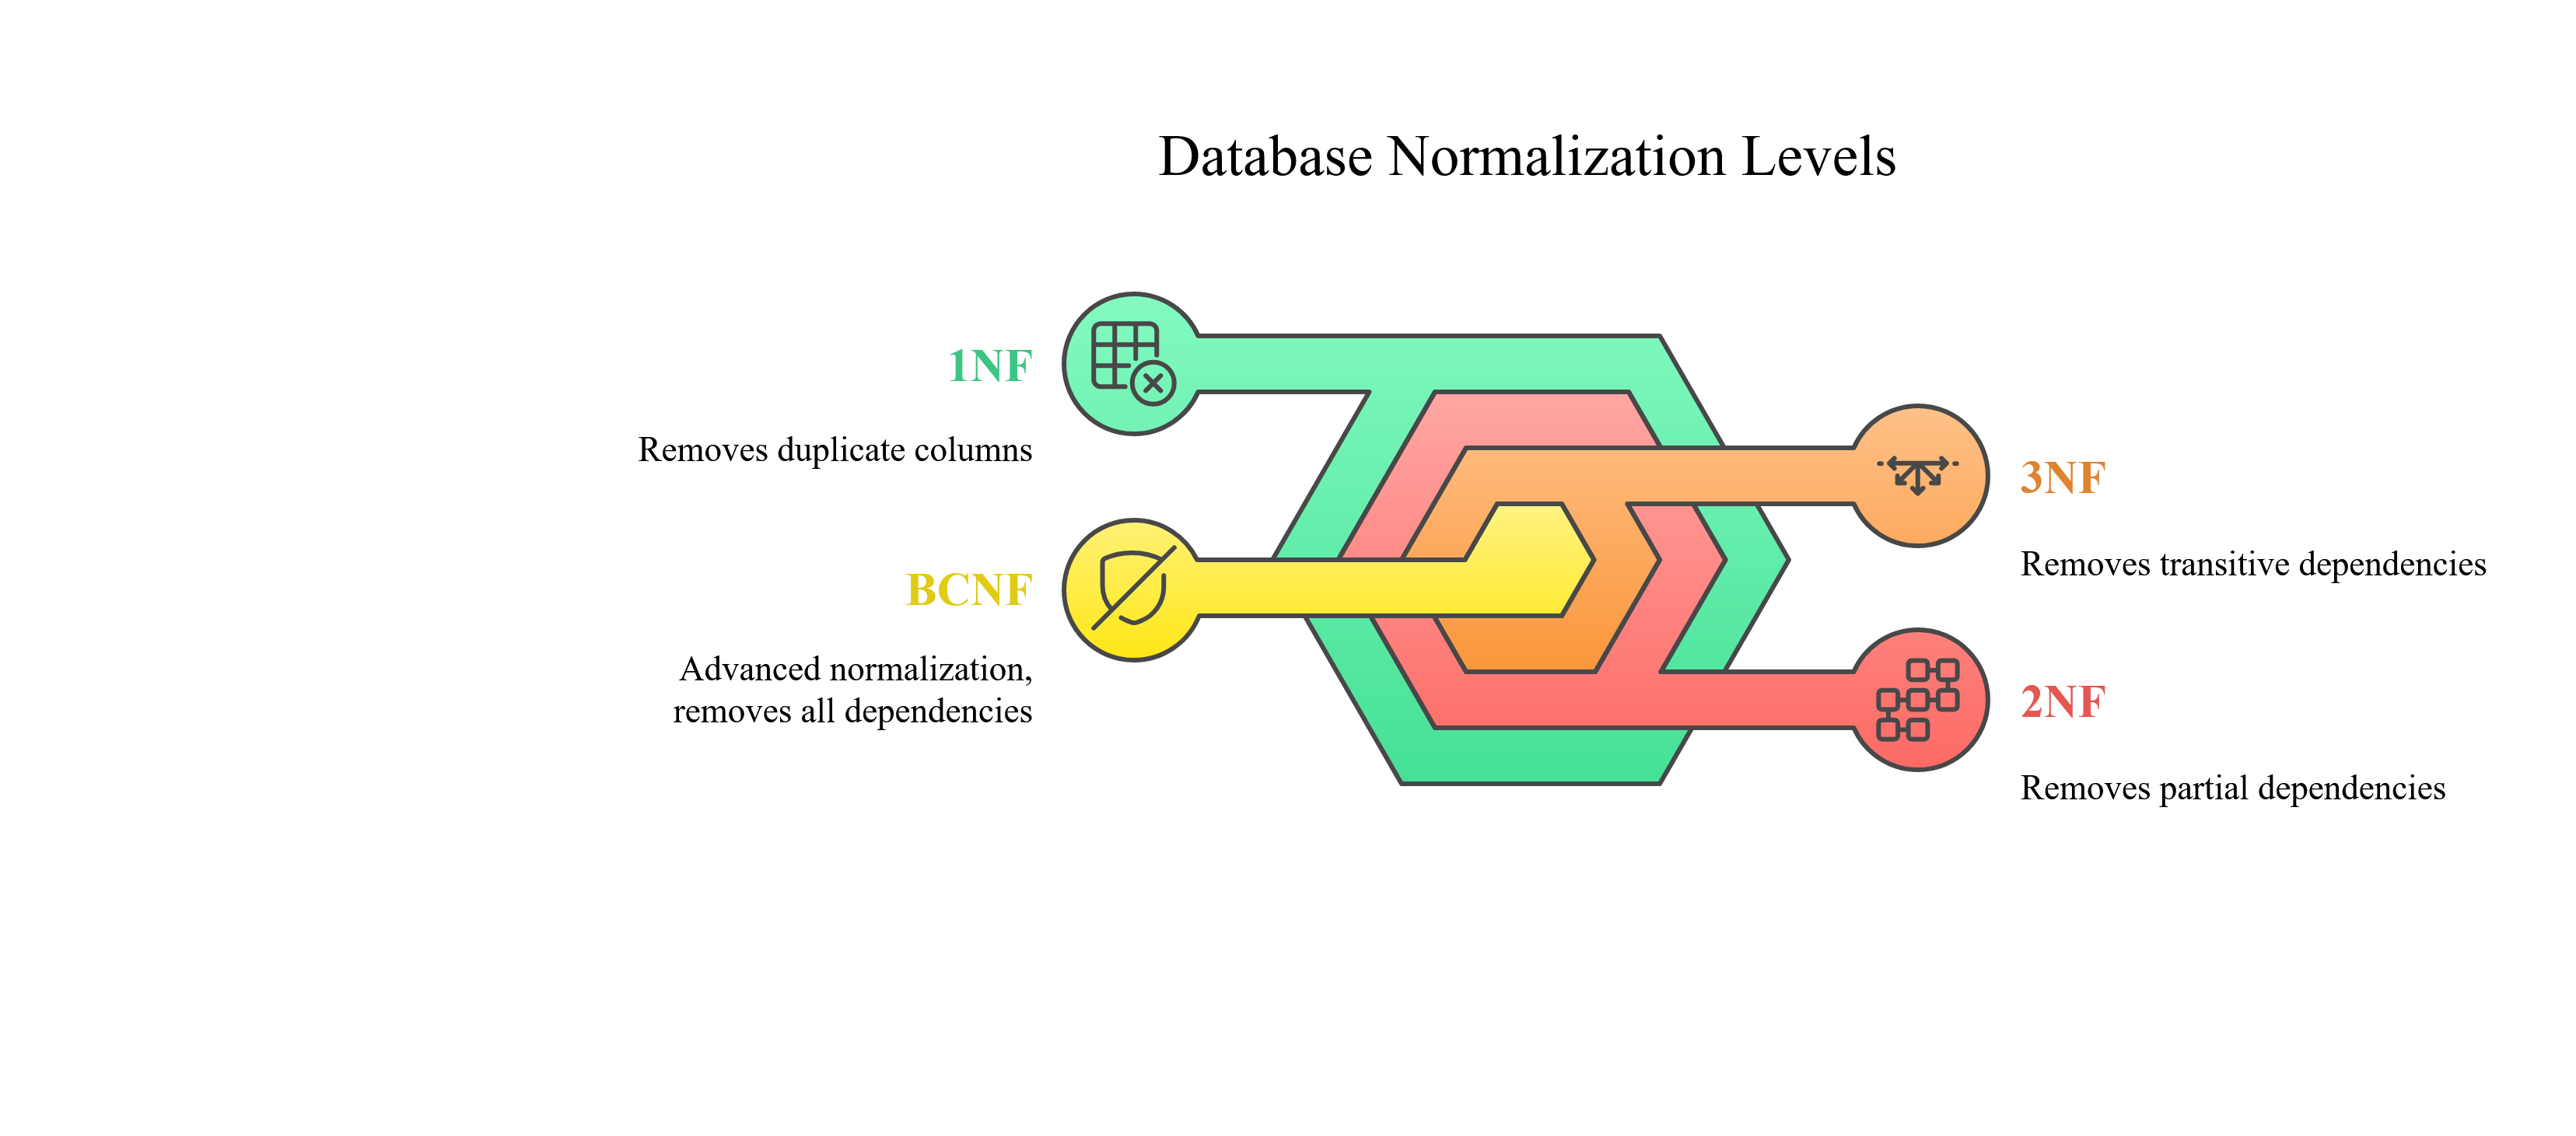 Database Normalization Levels
1NF
Removes duplicate columns
3NF
Removes transitive dependencies
BCNF
Advanced normalization,
removes all dependencies
2NF
Removes partial dependencies